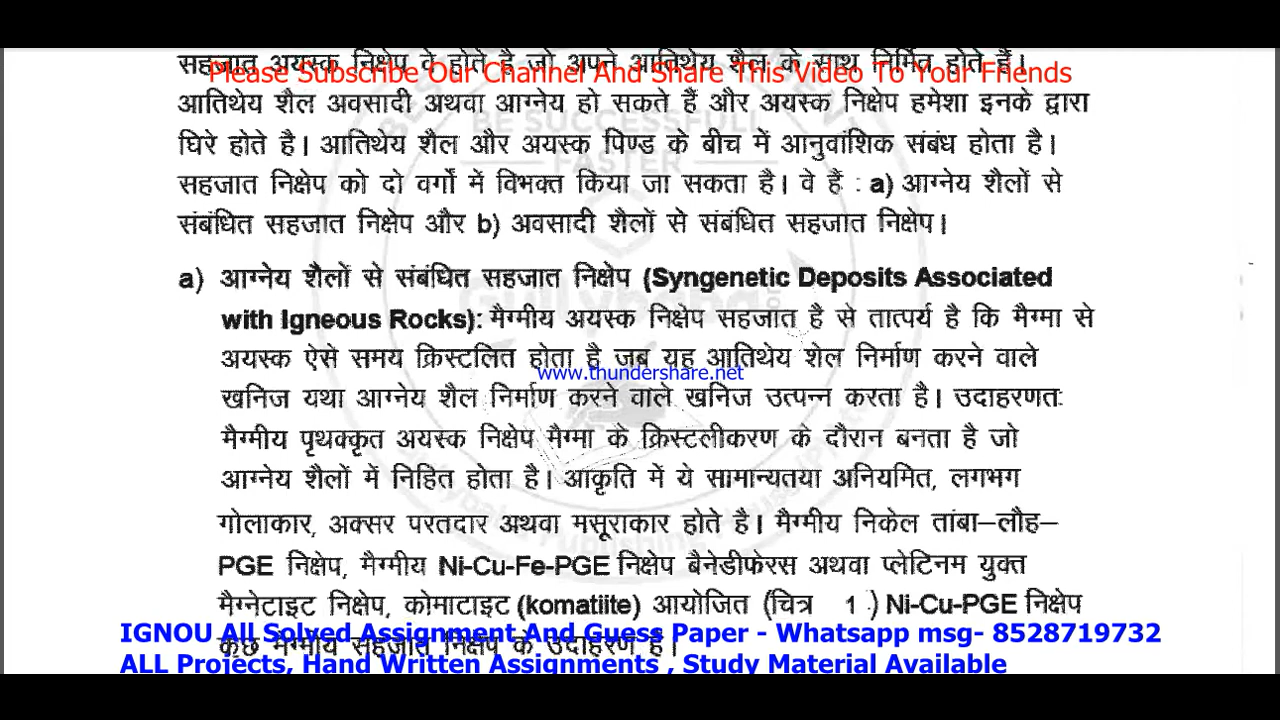 सहजात अयस्क निक्षेप वे होते है जो अपने आतिथेय शैल के साथ निर्मित होते हैं।
Please Subscribe Our Channel And Share This Video To Your Friends
आतिथेय शैल अवसादी अथवा आग्नेय हो सकते हैं और अयस्क निक्षेप हमेशा इनके द्वारा
घिरे होते है। आतिथेय शैल और अयस्क पिण्ड के बीच में आनुवांशिक संबंध होता है।
सहजात निक्षेप को दो वर्गों में विभक्त किया जा सकता है। वे हैं : a) आग्नेय शैलों से
संबंधित सहजात निक्षेप और b) अवसादी शैलों से संबंधित सहजात निक्षेप।
a) आग्नेय शैलों से संबंधित सहजात निक्षेप (Syngenetic Deposits Associated
with Igneous Rocks): मैग्मीय अयस्क निक्षेप सहजात है से तात्पर्य है कि मैग्मा से
अयस्क ऐसे समय क्रिस्टलित होता है जब यह आतिथेय शेल निर्माण करने वाले
www.thundershare.net
खनिज यथा आग्नेय शैल निर्माण करने वाले खनिज उत्पन्न करता है। उदाहरणतः
मैग्मीय पृथक्कृत अयस्क निक्षेप मैग्मा के क्रिस्टलीकरण के दौरान बनता है जो
आग्नेय शैलों में निहित होता है। आकृति में ये सामान्यतया अनियमित, लगभग
गोलाकार, अक्सर परतदार अथवा मसूराकार होते है। मैग्मीय निकेल तांबा–लौह–
PGE निक्षेप, मैग्मीय Ni-Cu-Fe-PGE निक्षेप बैनेडीफेरस अथवा प्लेटिनम युक्त
मैग्नेटाइट निक्षेप, कोमाटाइट (komatiite) आयोजित (चित्र 1 ) Ni-Cu-PGE निक्षेप
कुछ मैग्मीय सहजात निक्षेप के उदाहरण हैं।
IGNOU All Solved Assignment And Guess Paper - Whatsapp msg- 8528719732
ALL Projects, Hand Written Assignments , Study Material Available